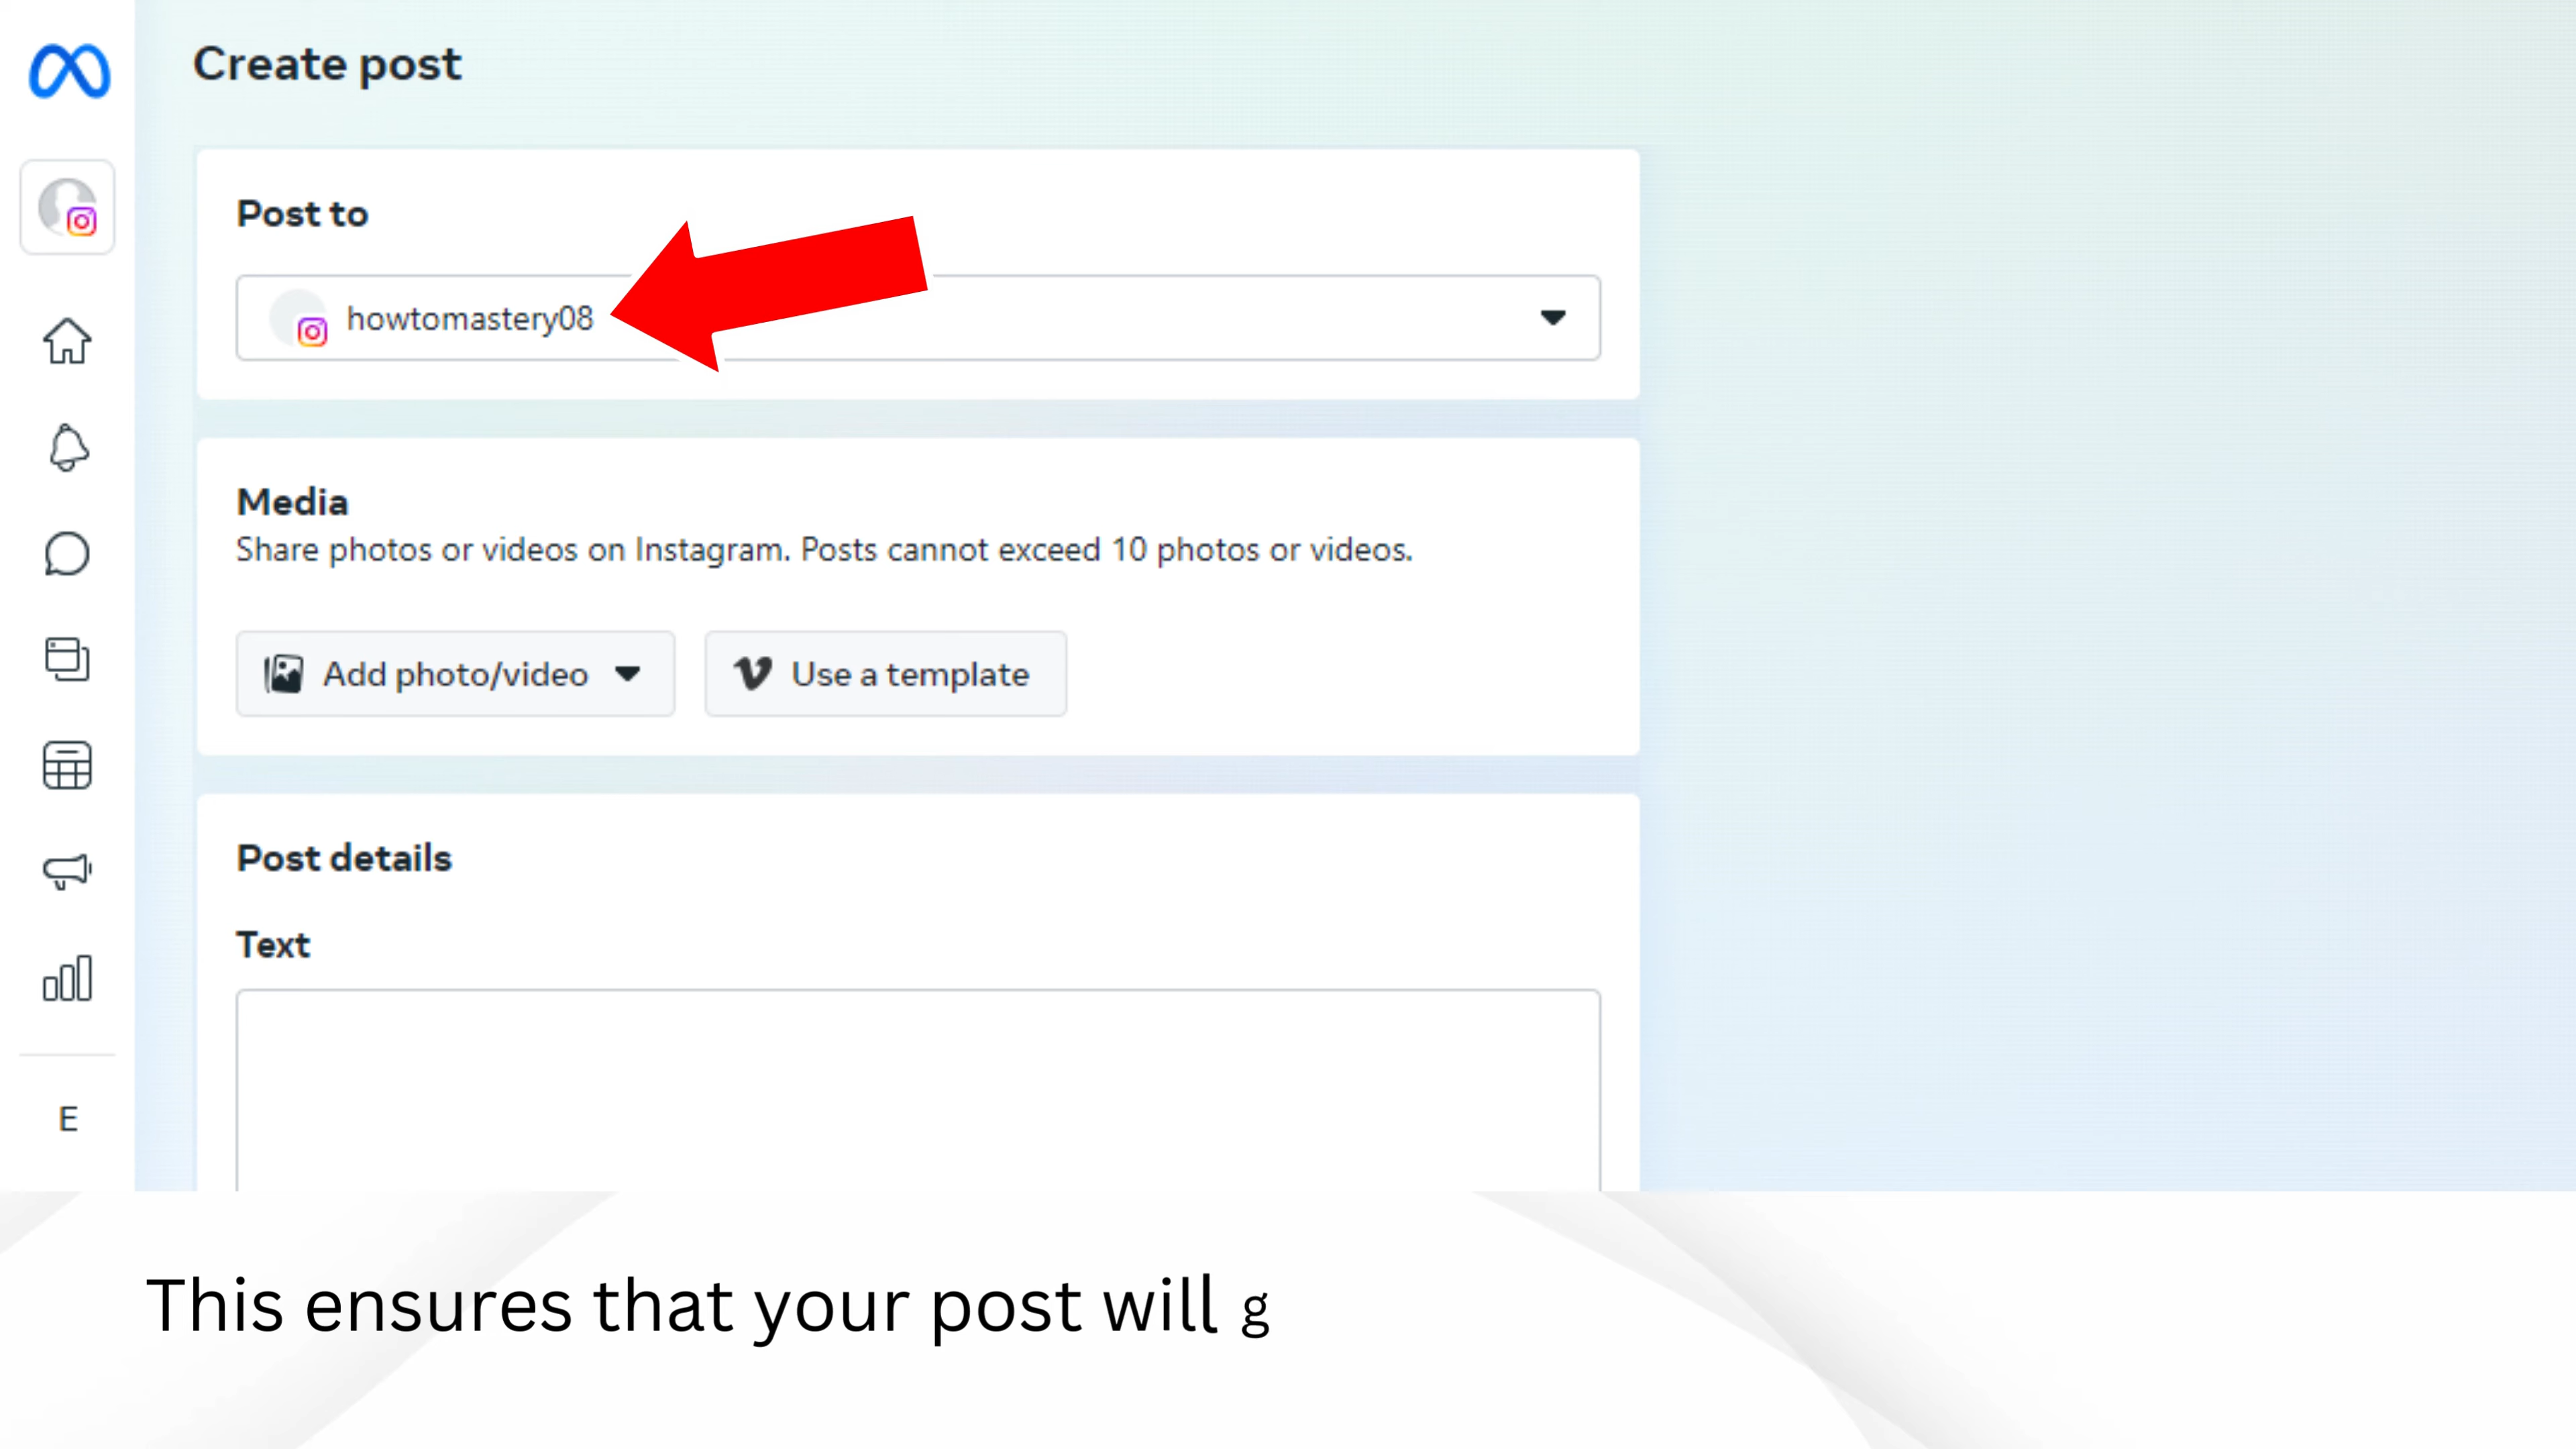 Create post
Post to
howtomastery08
Media
Share photos or videos on Instagram. Posts cannot exceed 10 photos or videos.
Add photo/video
Use a template
Post details
Text
E
This ensures that your post will g